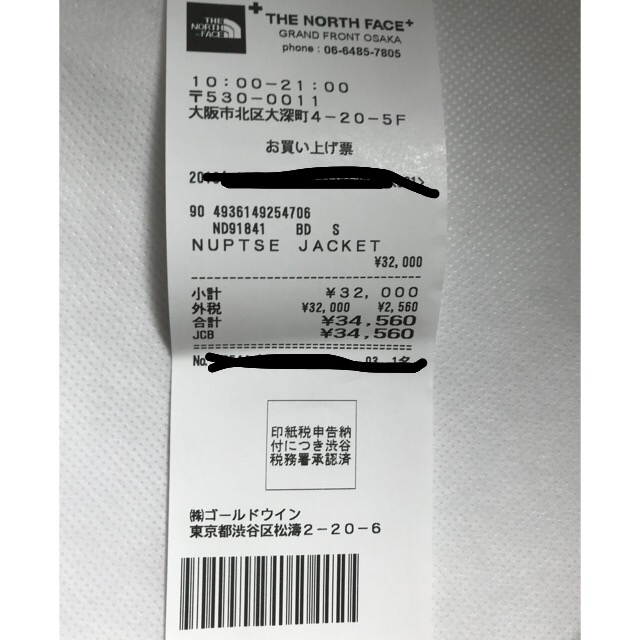 THE
NORTH
FACE
THE NORTH FACE+
GRAND FRONT OSAKA
phone : 06-6485-7805
10:00-21:00
〒530-0011
大阪市北区大深町4-20-5F
お買い上げ票
90 4936149254706
ND91841 BD S
NUPTSE JACKET
¥32,000
小計 ¥32,000
外税 ¥32,000 ¥2,560
合計 ¥34,560
JCB ¥34,560
No. 03 1名
印紙税申告納
付につき渋谷
税務署承認済
㈱ゴールドウイン
東京都渋谷区松濤2-20-6